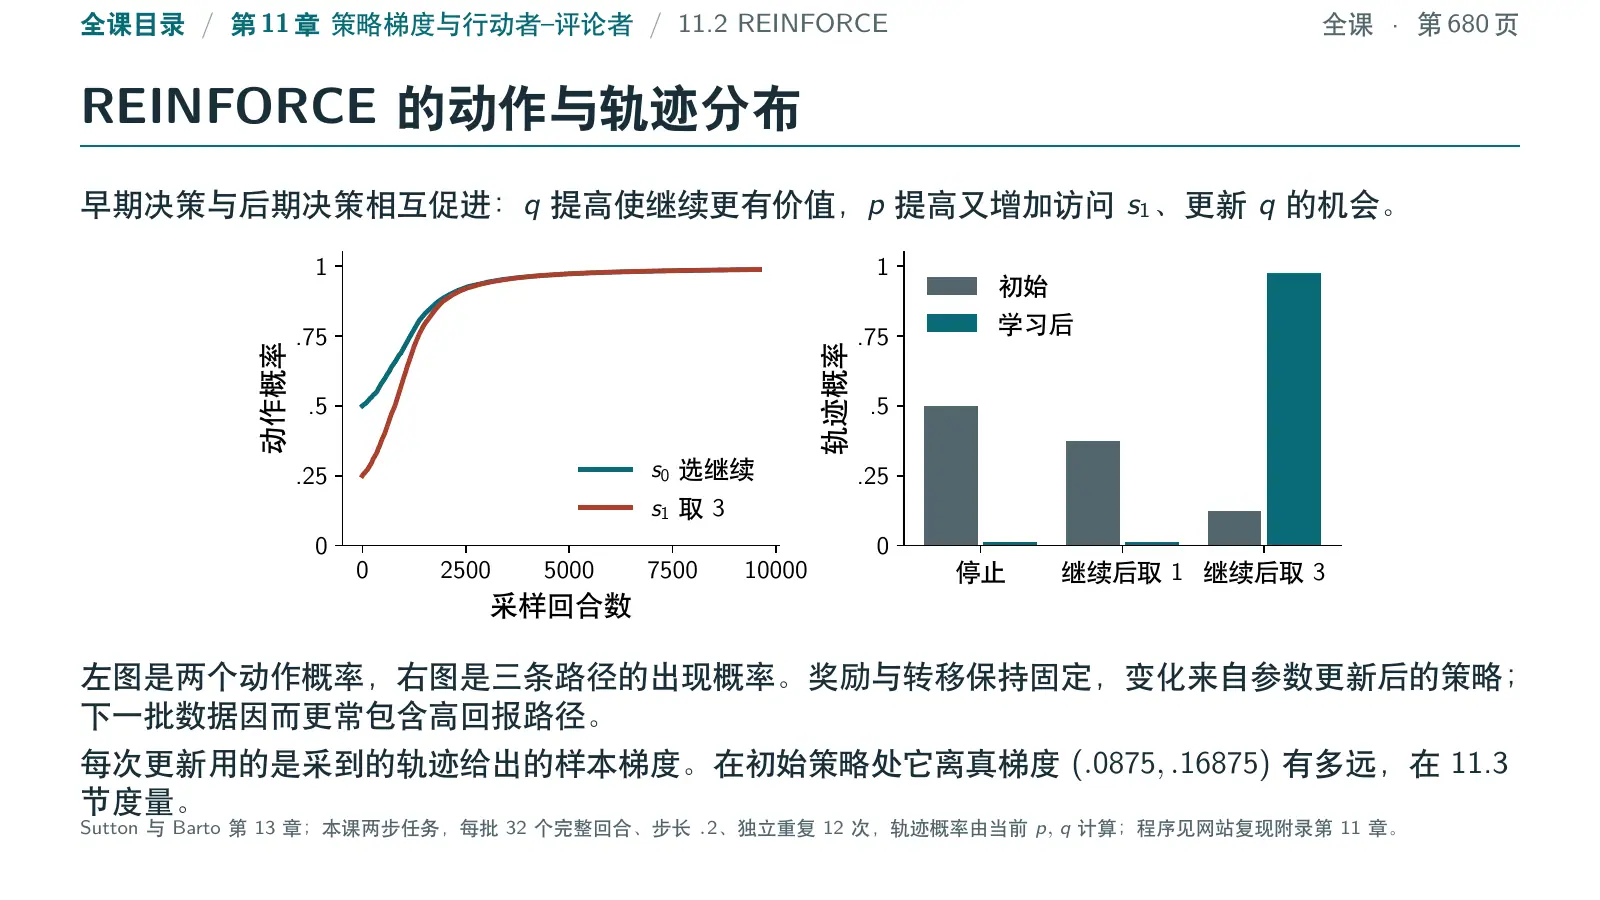 全课目录 / 第 11 章 策略梯度与行动者–评论者 / 11.2 REINFORCE
全课 · 第 680 页
REINFORCE 的动作与轨迹分布
早期决策与后期决策相互促进：q 提高使继续更有价值，p 提高又增加访问 s₁、更新 q 的机会。
1
.75
.5
.25
0
动作概率
s₀ 选继续
s₁ 取 3
0 2500 5000 7500 10000
采样回合数
1
.75
.5
.25
0
轨迹概率
初始
学习后
停止 继续后取 1 继续后取 3
左图是两个动作概率，右图是三条路径的出现概率。奖励与转移保持固定，变化来自参数更新后的策略；
下一批数据因而更常包含高回报路径。
每次更新用的是采到的轨迹给出的样本梯度。在初始策略处它离真梯度 (.0875, .16875) 有多远，在 11.3
节度量。
Sutton 与 Barto 第 13 章；本课两步任务，每批 32 个完整回合、步长 .2、独立重复 12 次，轨迹概率由当前 p, q 计算；程序见网站复现附录第 11 章。